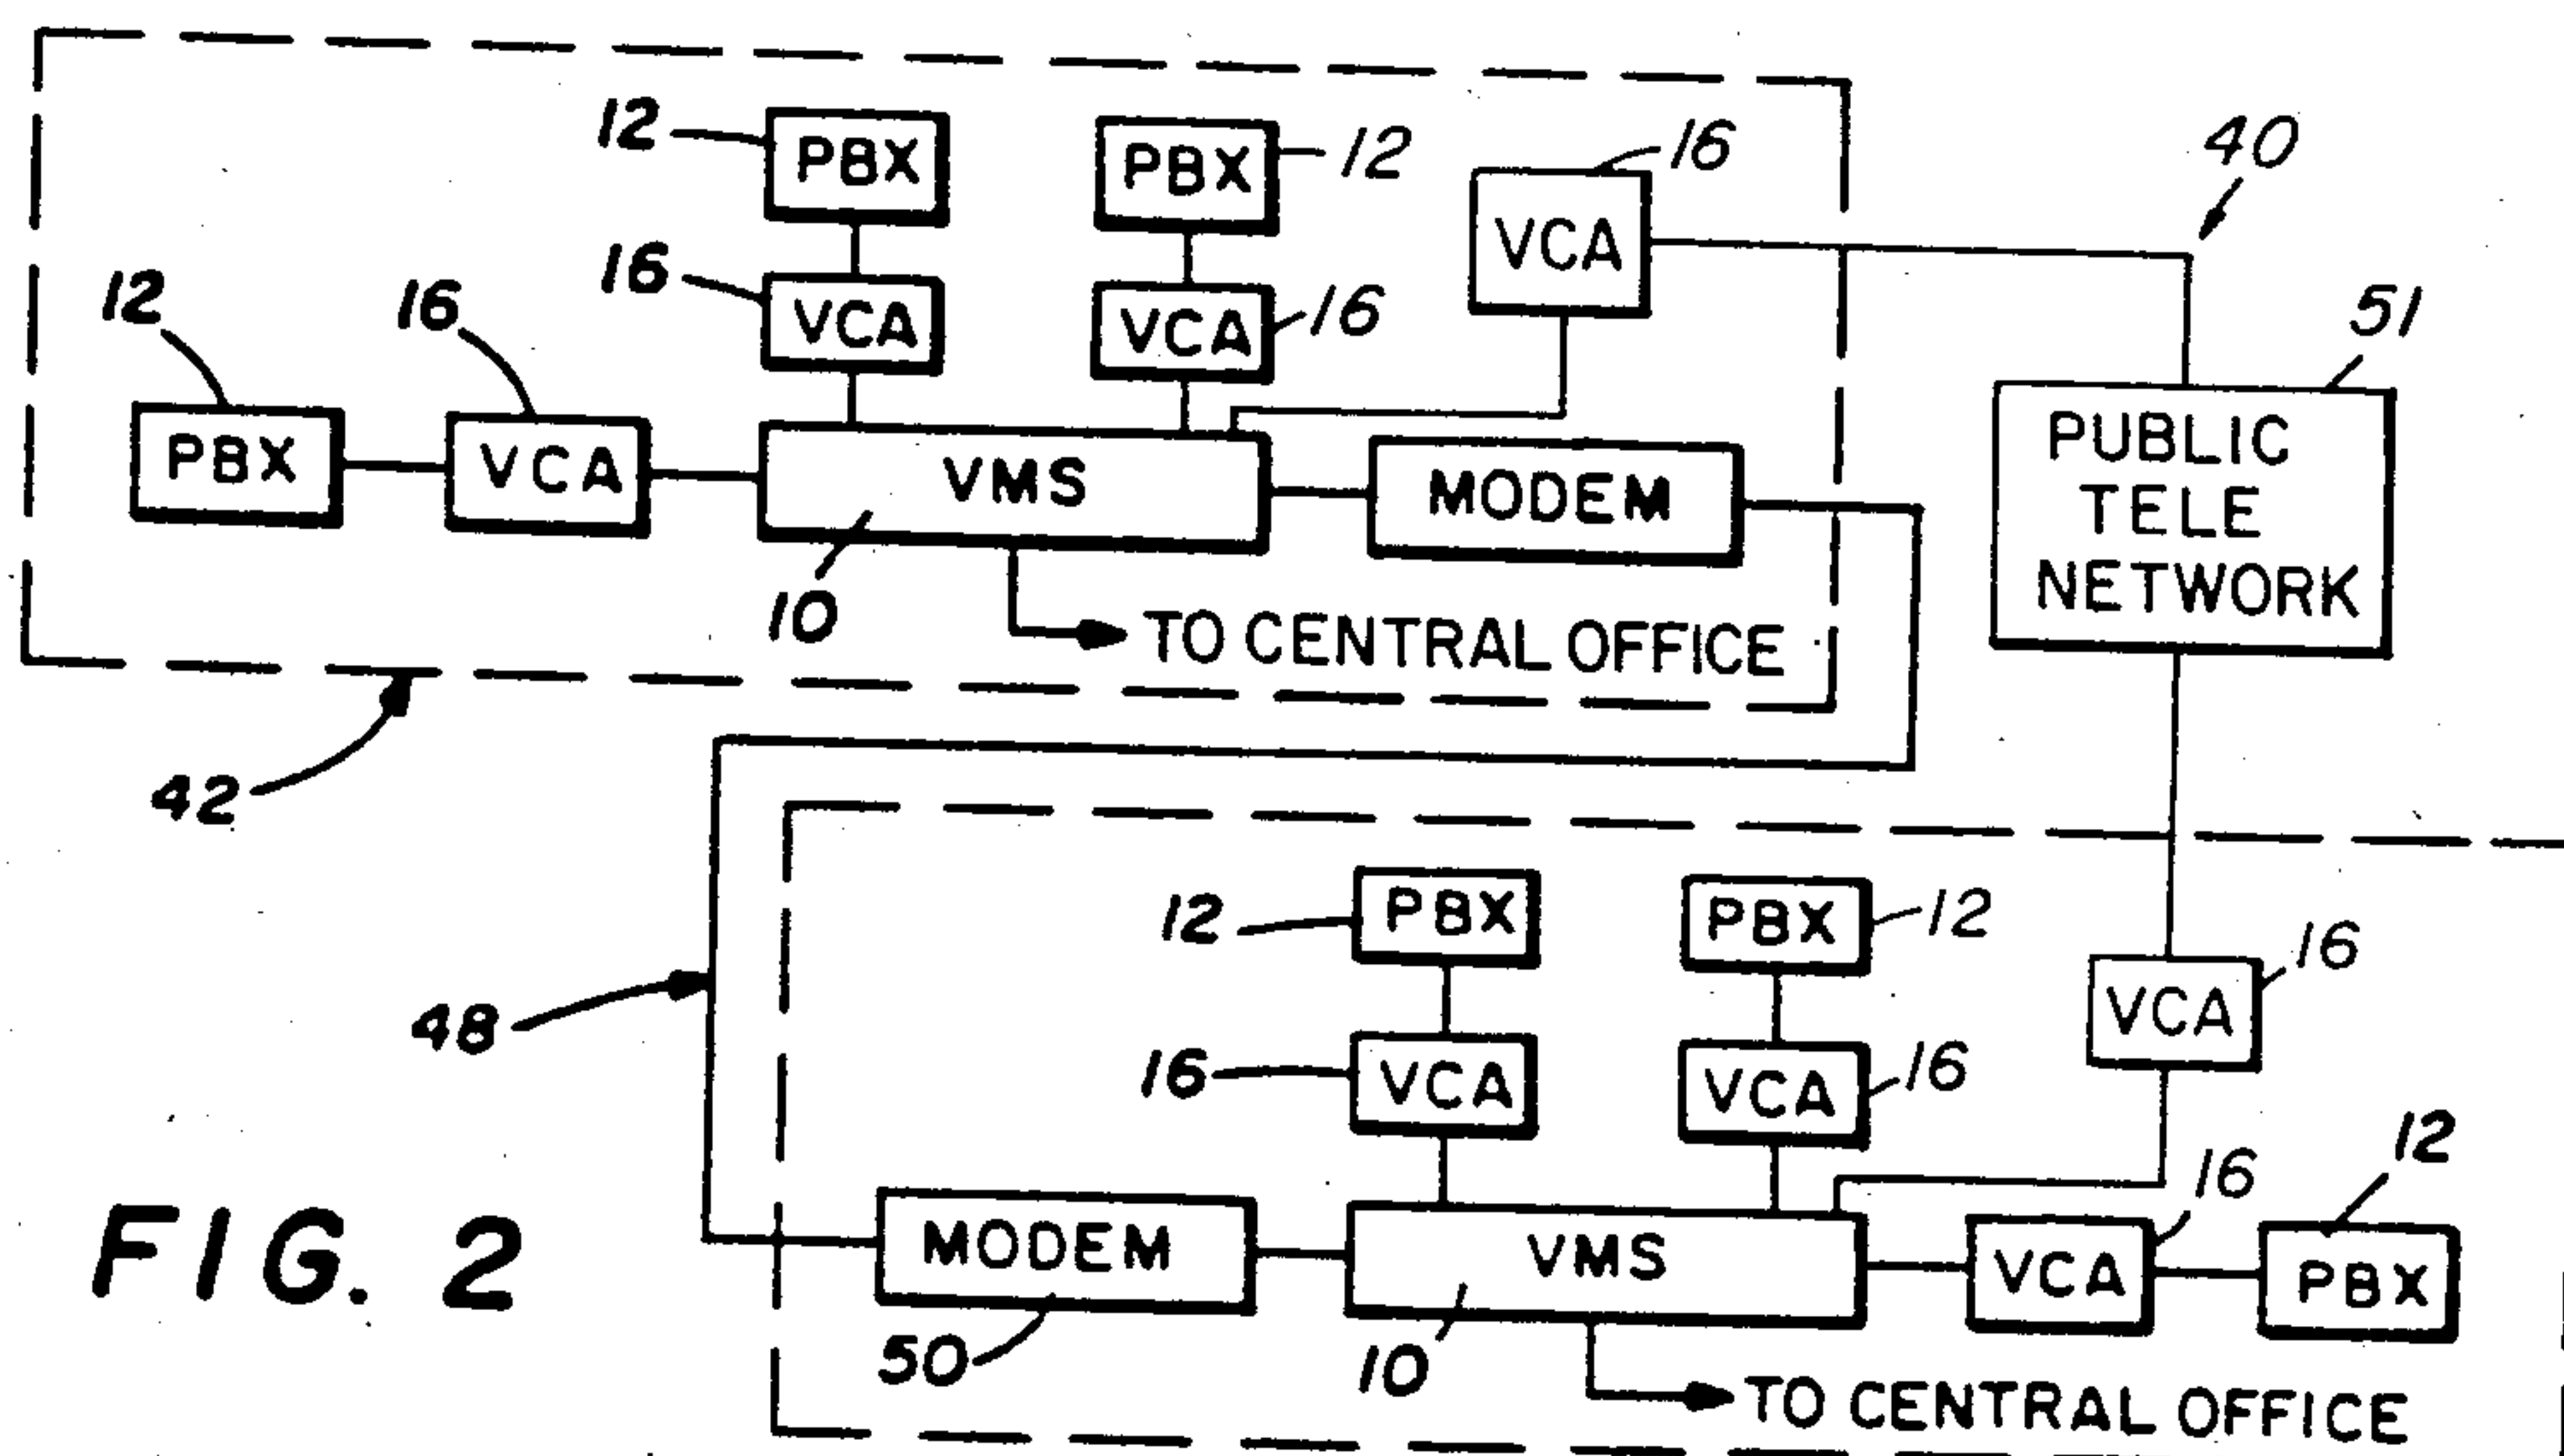 12
PBX
PBX
12
16
VCA
40
16
VCA
VCA
16
51
12
16
PBX
VCA
VMS
MODEM
PUBLIC
TELE
NETWORK
10
TO CENTRAL OFFICE
42
12
PBX
PBX
12
16
VCA
48
16
VCA
VCA
16
16
12
MODEM
VMS
VCA
PBX
50
10
TO CENTRAL OFFICE
FIG. 2